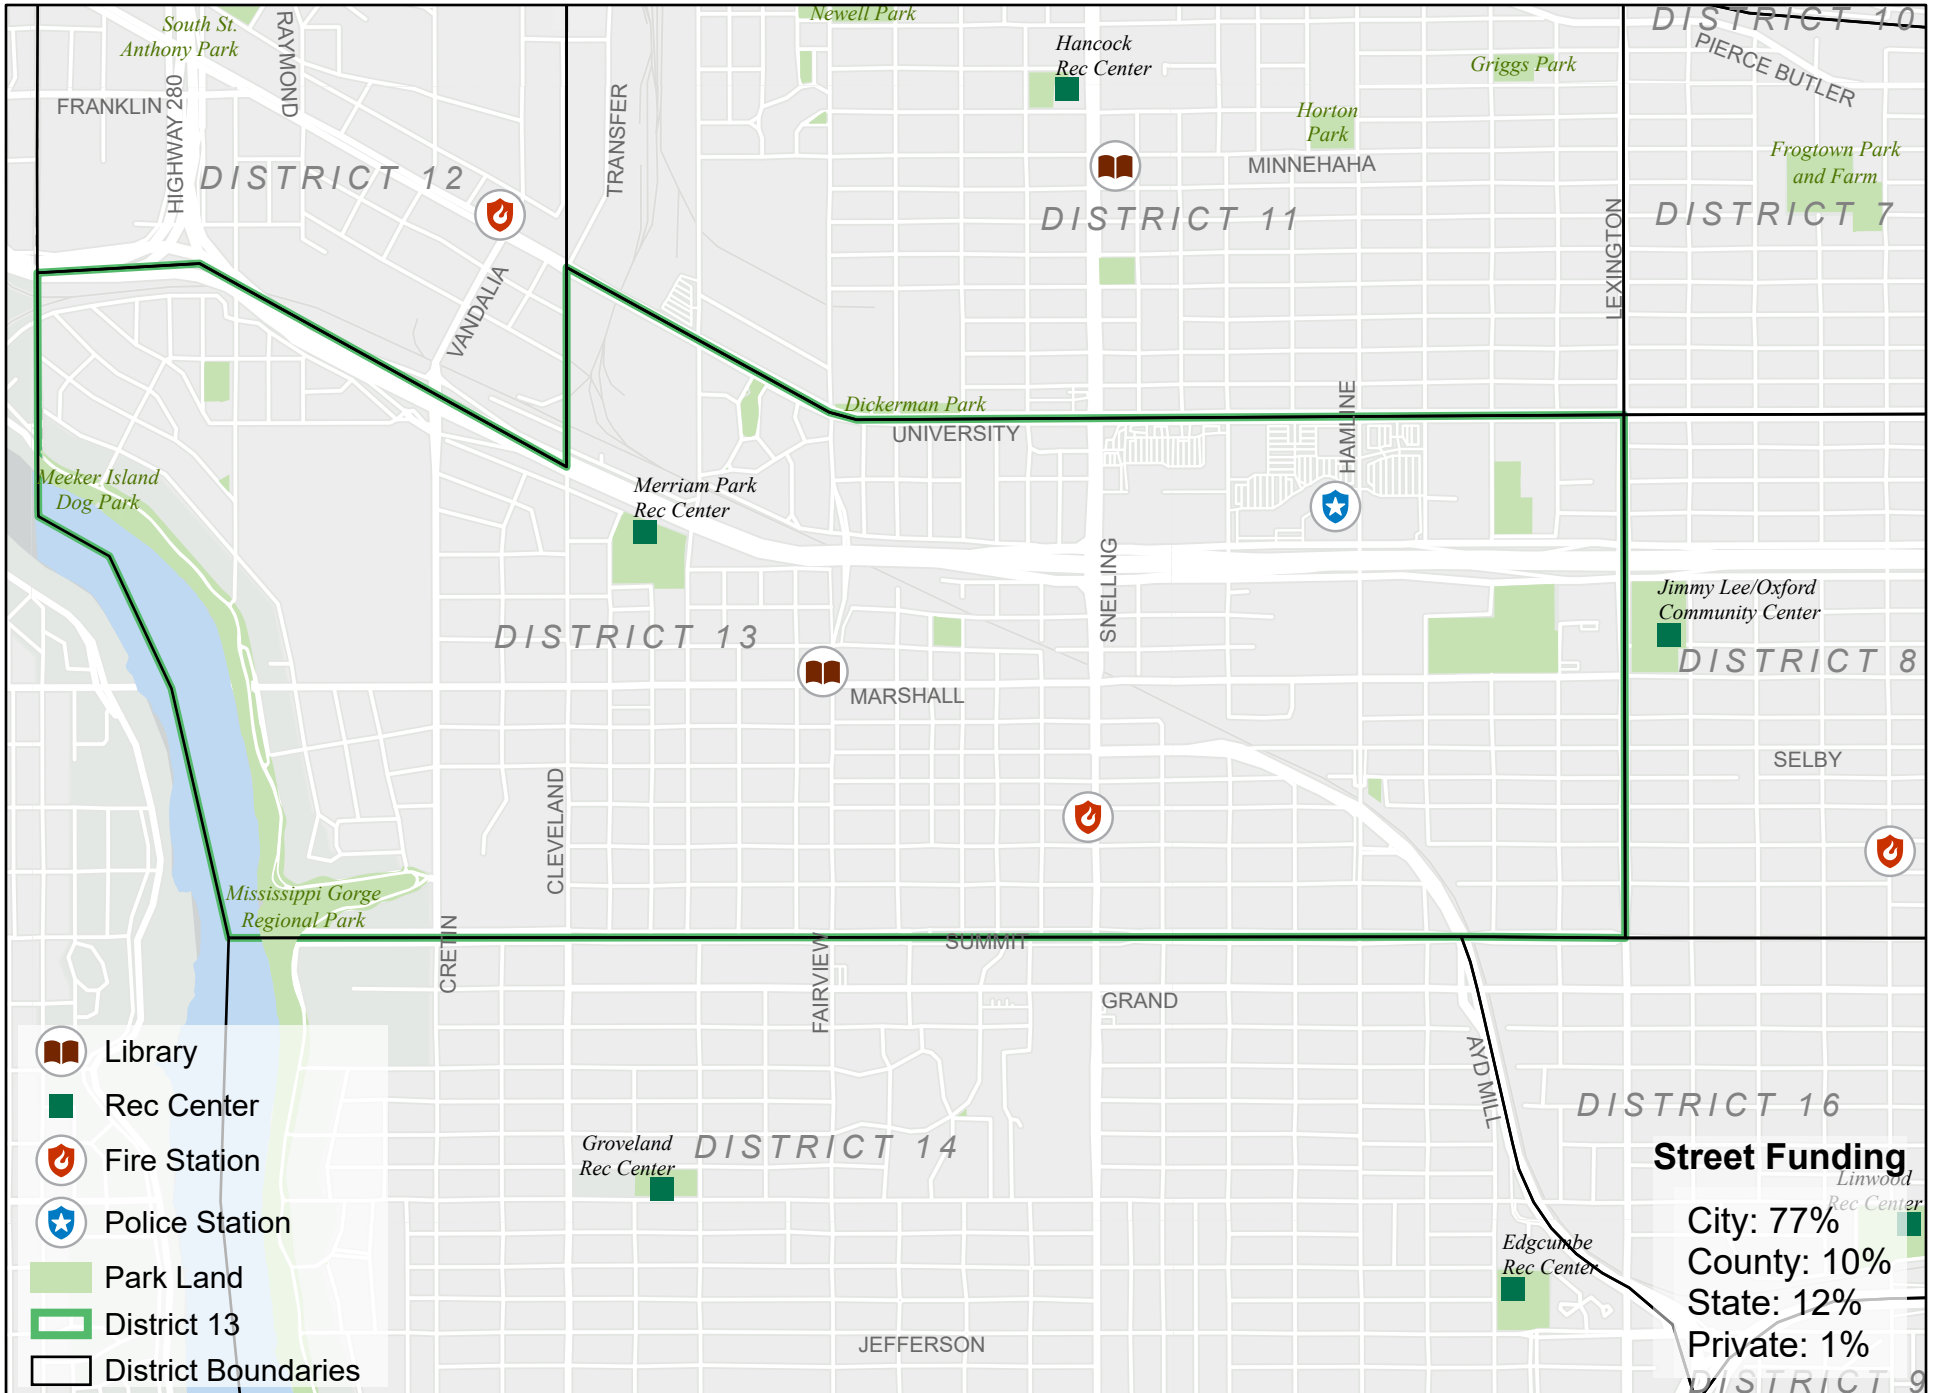 South St.
Anthony Park
RAYMOND
Newell Park
Hancock
Rec Center
DISTRICT 10
PIERCE BUTLER
Griggs Park
FRANKLIN
HIGHWAY 280
TRANSFER
Horton
Park
MINNEHAHA
Frogtown Park
and Farm
DISTRICT 12
DISTRICT 11
DISTRICT 7
LEXINGTON
VANDALIA
Dickerman Park
UNIVERSITY
HAMLINE
Meeker Island
Dog Park
Merriam Park
Rec Center
SNELLING
Jimmy Lee/Oxford
Community Center
DISTRICT 13
DISTRICT 8
MARSHALL
SELBY
CLEVELAND
Mississippi Gorge
Regional Park
CRETIN
FAIRVIEW
SUMMIT
GRAND
AYD MILL
DISTRICT 16
DISTRICT 14
Groveland
Rec Center
Linwood
Rec Center
Edgcumbe
Rec Center
JEFFERSON
DISTRICT 9
Library
Rec Center
Fire Station
Police Station
Park Land
District 13
District Boundaries
Street Funding
City: 77%
County: 10%
State: 12%
Private: 1%